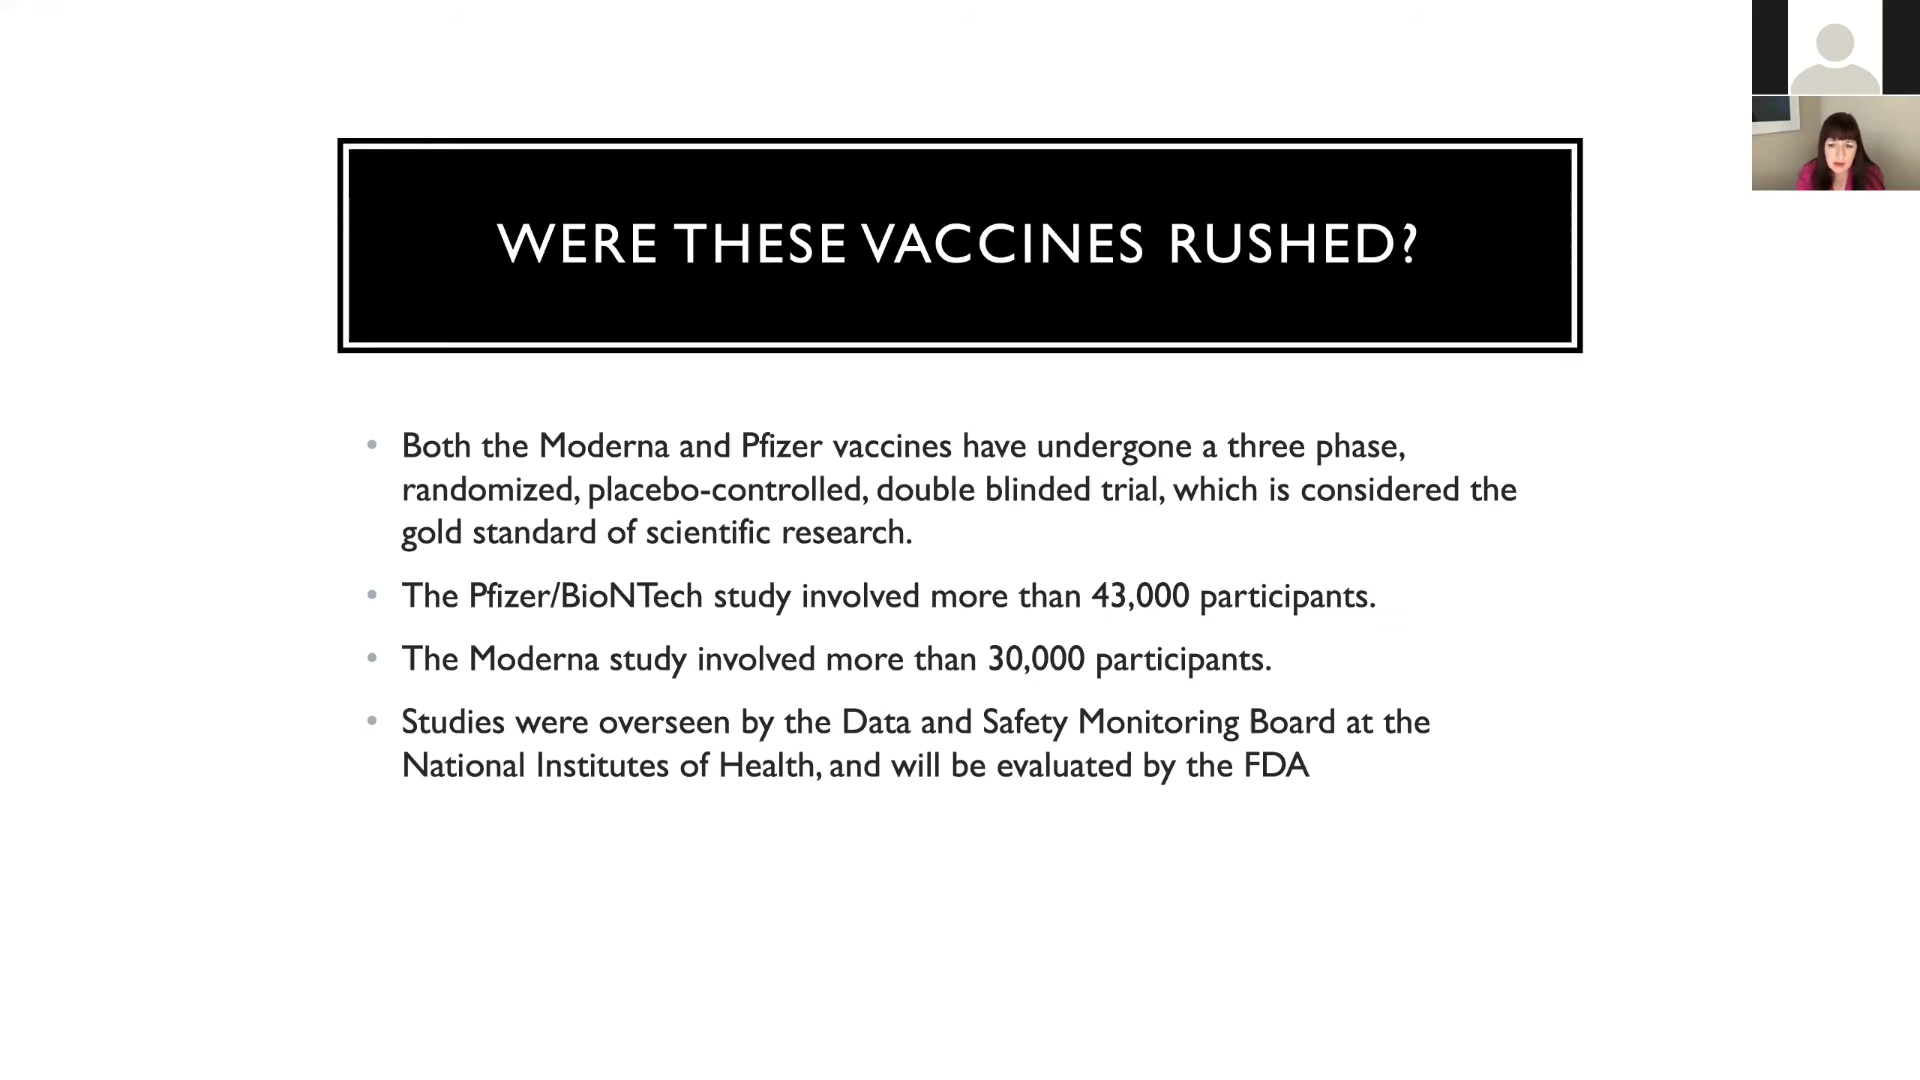 WERE THESE VACCINES RUSHED?
• Both the Moderna and Pfizer vaccines have undergone a three phase,
randomized, placebo-controlled, double blinded trial, which is considered the
gold standard of scientific research.
• The Pfizer/BioNTech study involved more than 43,000 participants.
• The Moderna study involved more than 30,000 participants.
• Studies were overseen by the Data and Safety Monitoring Board at the
National Institutes of Health, and will be evaluated by the FDA